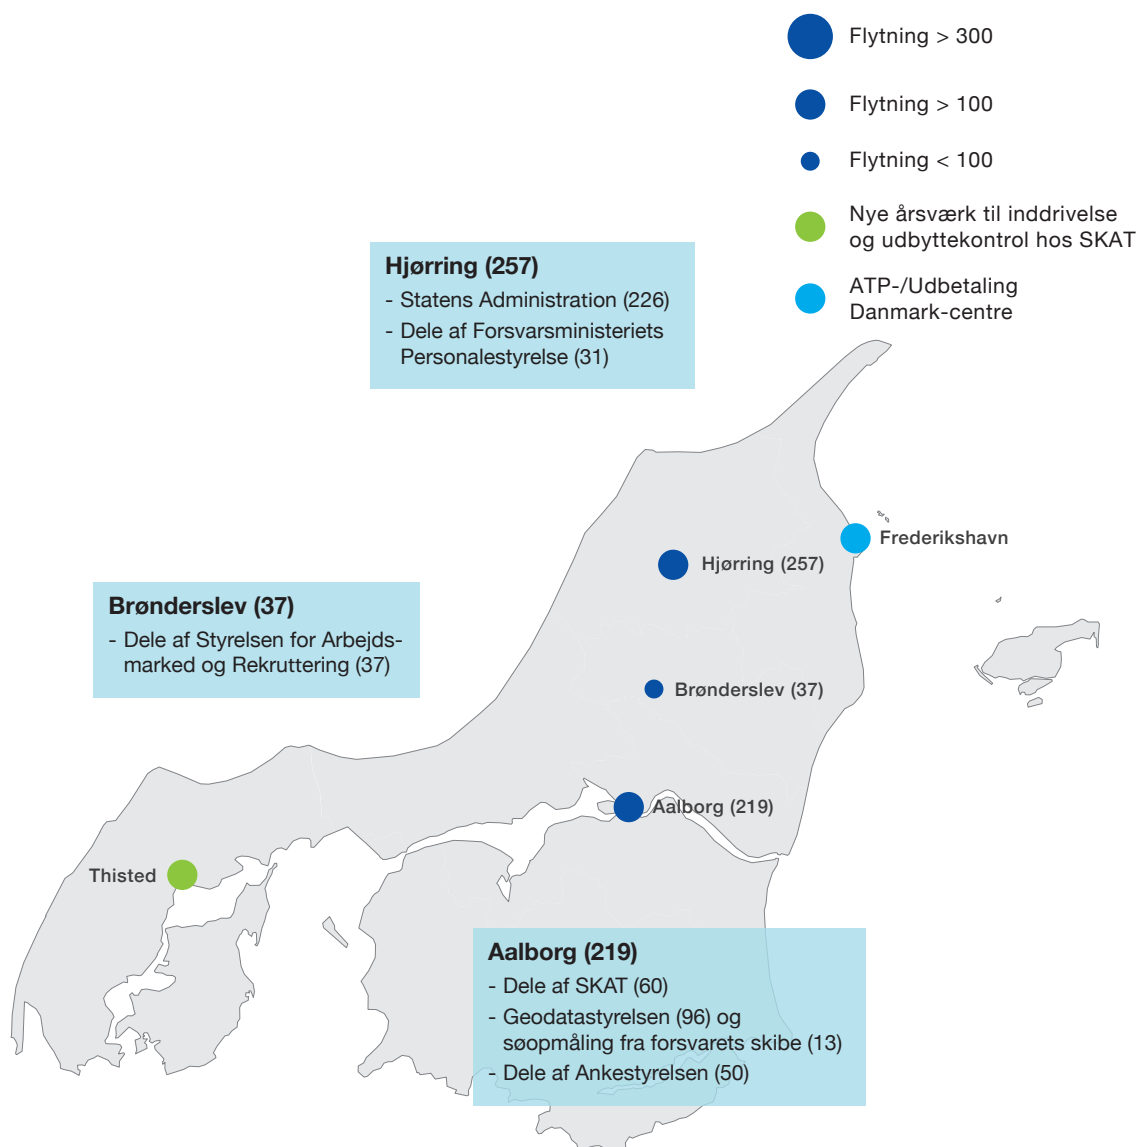 Flytning > 300
Flytning > 100
Flytning < 100
Nye årsværk til inddrivelse
og udbyttekontrol hos SKAT
ATP-/Udbetaling
Danmark-centre
Hjørring (257)
- Statens Administration (226)
- Dele af Forsvarsministeriets
Personalestyrelse (31)
Frederikshavn
Hjørring (257)
Brønderslev (37)
- Dele af Styrelsen for Arbejds-
marked og Rekruttering (37)
Brønderslev (37)
Aalborg (219)
Thisted
Aalborg (219)
- Dele af SKAT (60)
- Geodatastyrelsen (96) og
søopmåling fra forsvarets skibe (13)
- Dele af Ankestyrelsen (50)